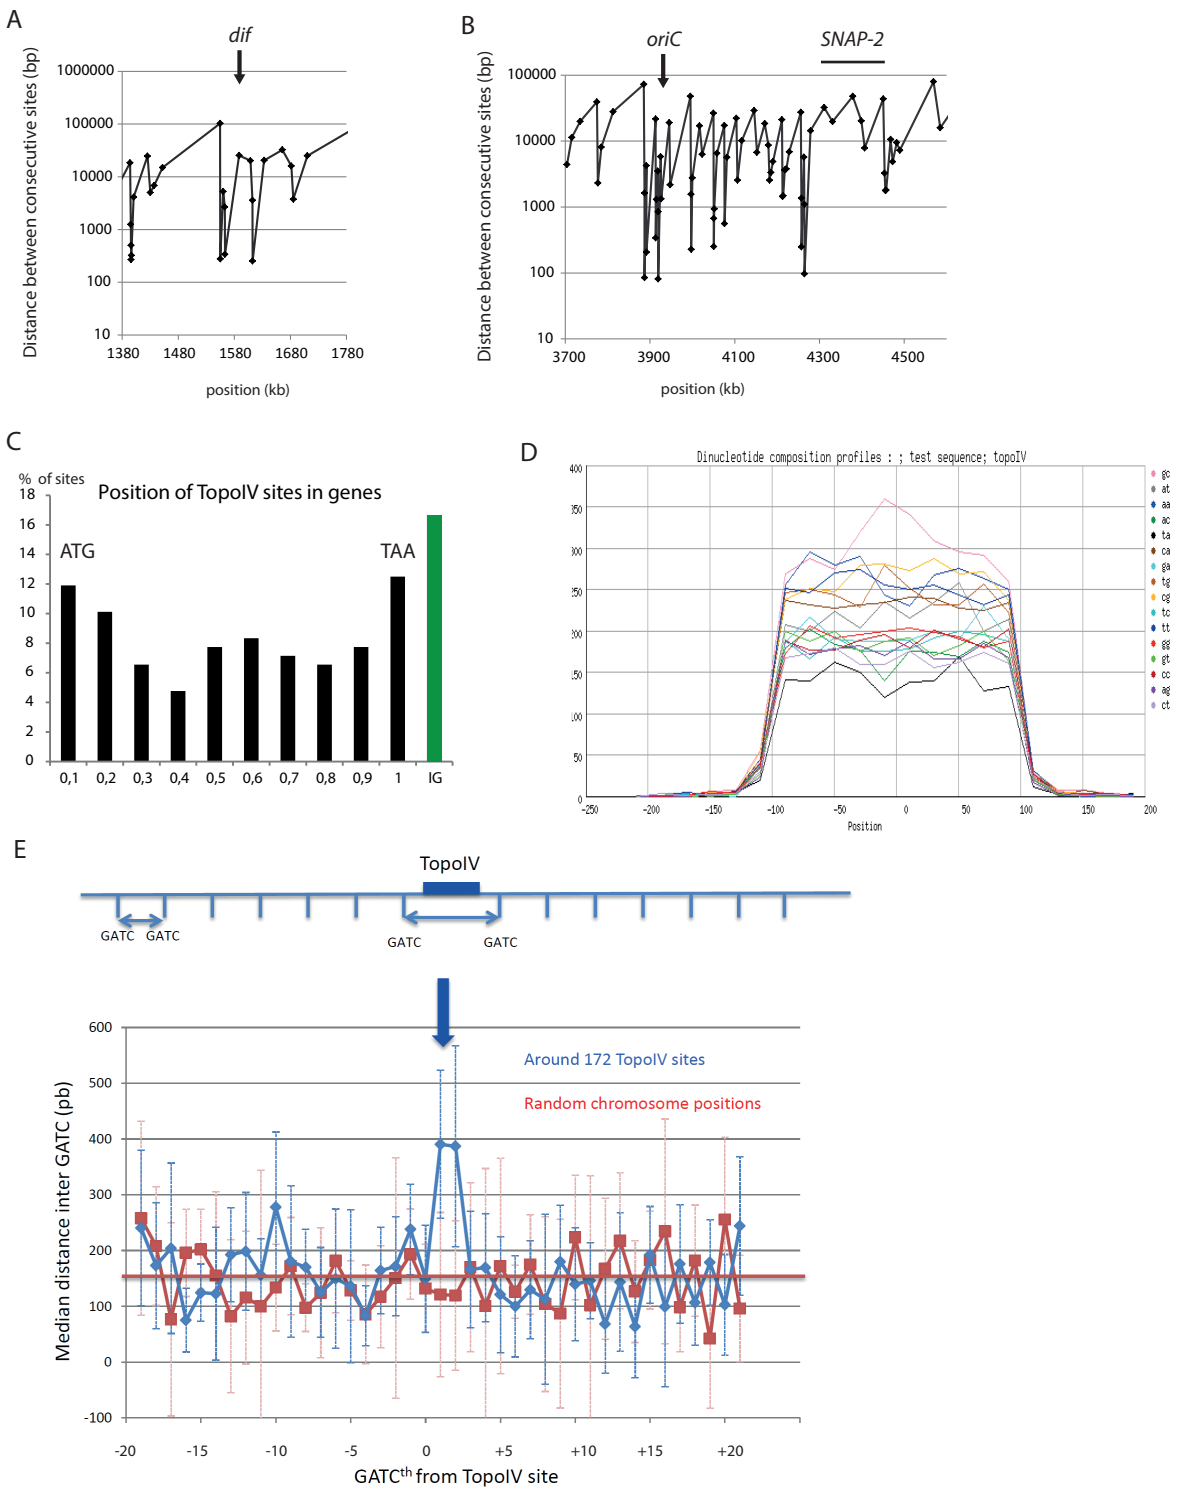 A
dif
Distance between consecutive sites (bp)
1000000
100000
10000
1000
100
10
1380 1480 1580 1680 1780
position (kb)
B
oriC
SNAP-2
Distance between consecutive sites (bp)
100000
10000
1000
100
10
3700 3900 4100 4300 4500
position (kb)
C
% of sites
Position of TopoIV sites in genes
ATG
TAA
18
16
14
12
10
8
6
4
2
0
0,1 0,2 0,3 0,4 0,5 0,6 0,7 0,8 0,9 1 IG
D
Dinucleotide composition profiles : ; test sequence; topoIV
400
350
300
250
200
150
100
50
0
-250 -200 -150 -100 -50 0 50 100 150 200
Position
gc
at
aa
ac
ta
ca
ga
tg
cg
tc
tt
gg
gt
cc
ag
ct
E
TopoIV
GATC GATC
GATC GATC
Median distance inter GATC (pb)
600
500
400
300
200
100
0
-100
Around 172 TopoIV sites
Random chromosome positions
-20 -15 -10 -5 0 +5 +10 +15 +20
GATCth from TopoIV site